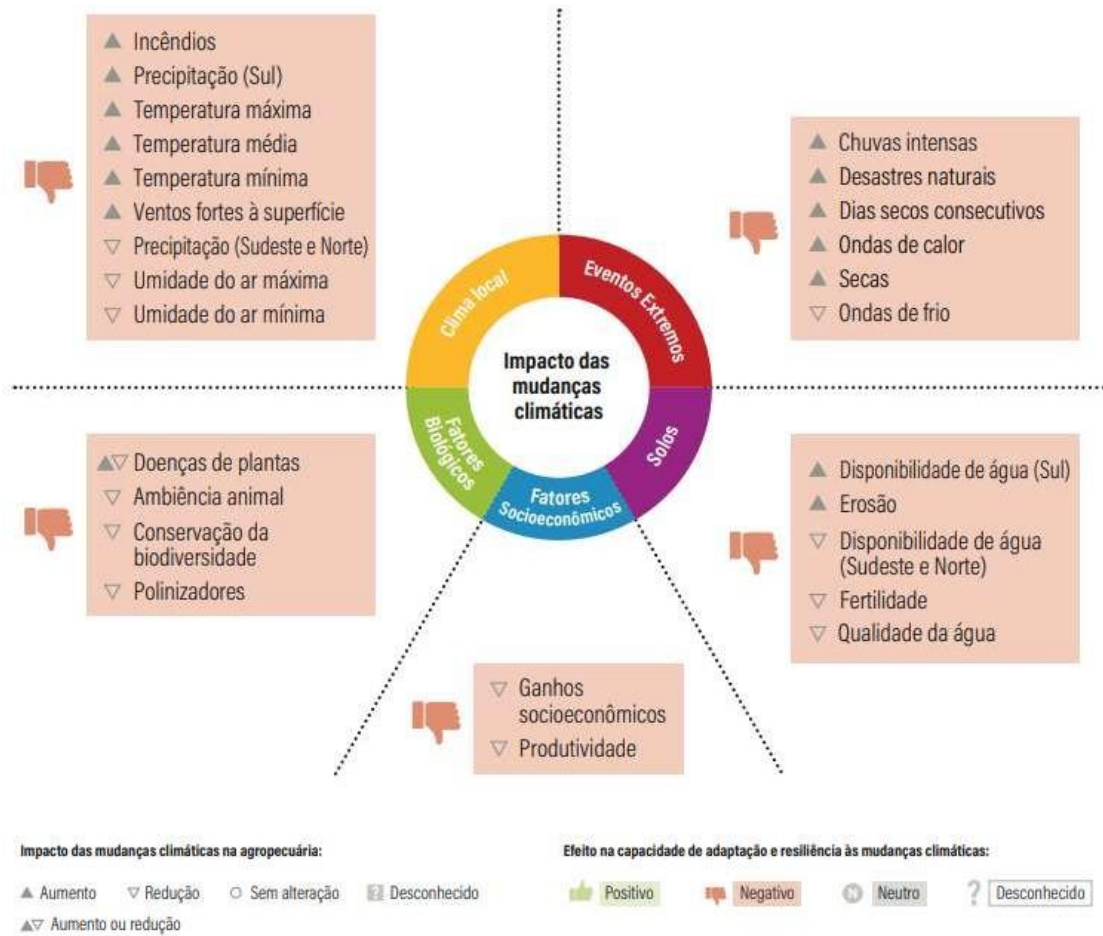 ▲ Incêndios
▲ Precipitação (Sul)
▲ Temperatura máxima
▲ Temperatura média
▲ Temperatura mínima
▲ Ventos fortes à superfície
▽ Precipitação (Sudeste e Norte)
▽ Umidade do ar máxima
▽ Umidade do ar mínima
▲ Chuvas intensas
▲ Desastres naturais
▲ Dias secos consecutivos
▲ Ondas de calor
▲ Secas
▽ Ondas de frio
Clima local
Eventos Extremos
Impacto das
mudanças
climáticas
Fatores
Biológicos
Solos
Fatores
Socioeconômicos
▲▽ Doenças de plantas
▽ Ambiência animal
▽ Conservação da
biodiversidade
▽ Polinizadores
▲ Disponibilidade de água (Sul)
▲ Erosão
▽ Disponibilidade de água
(Sudeste e Norte)
▽ Fertilidade
▽ Qualidade da água
▽ Ganhos
socioeconômicos
▽ Produtividade
Impacto das mudanças climáticas na agropecuária:
▲ Aumento ▽ Redução ○ Sem alteração ? Desconhecido
▲▽ Aumento ou redução
Efeito na capacidade de adaptação e resiliência às mudanças climáticas:
Positivo Negativo N Neutro ? Desconhecido